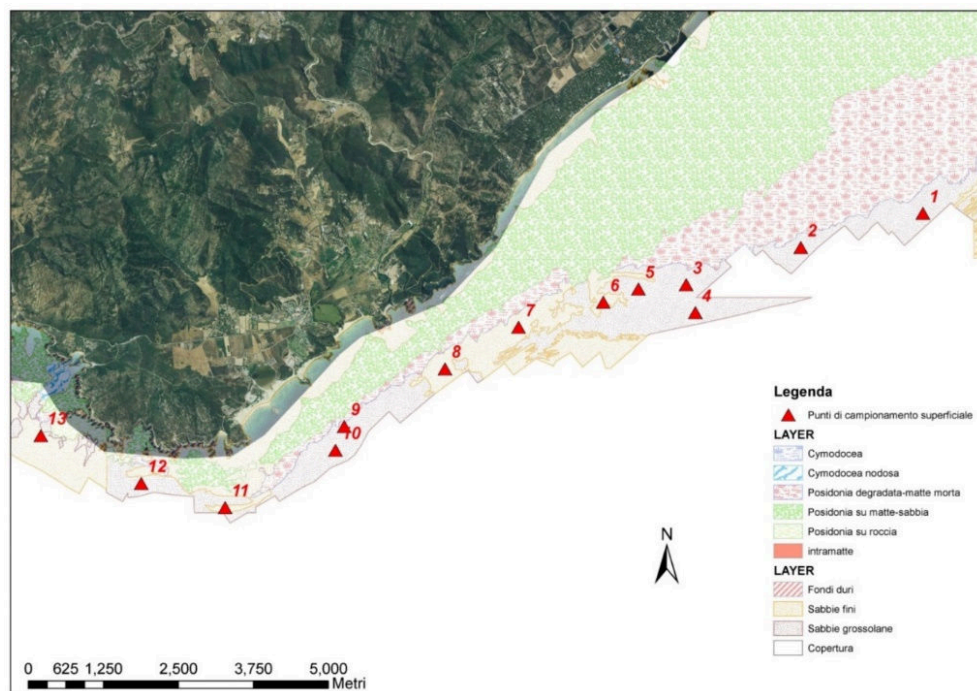 1
2
3
5
6
4
7
8
9
10
13
12
11
N
Legenda
Punti di campionamento superficiale
LAYER
Cymodocea
Cymodocea nodosa
Posidonia degradata-matte morta
Posidonia su matte-sabbia
Posidonia su roccia
intramatte
LAYER
Fondi duri
Sabbie fini
Sabbie grossolane
Copertura
0 625 1,250 2,500 3,750 5,000
Metri